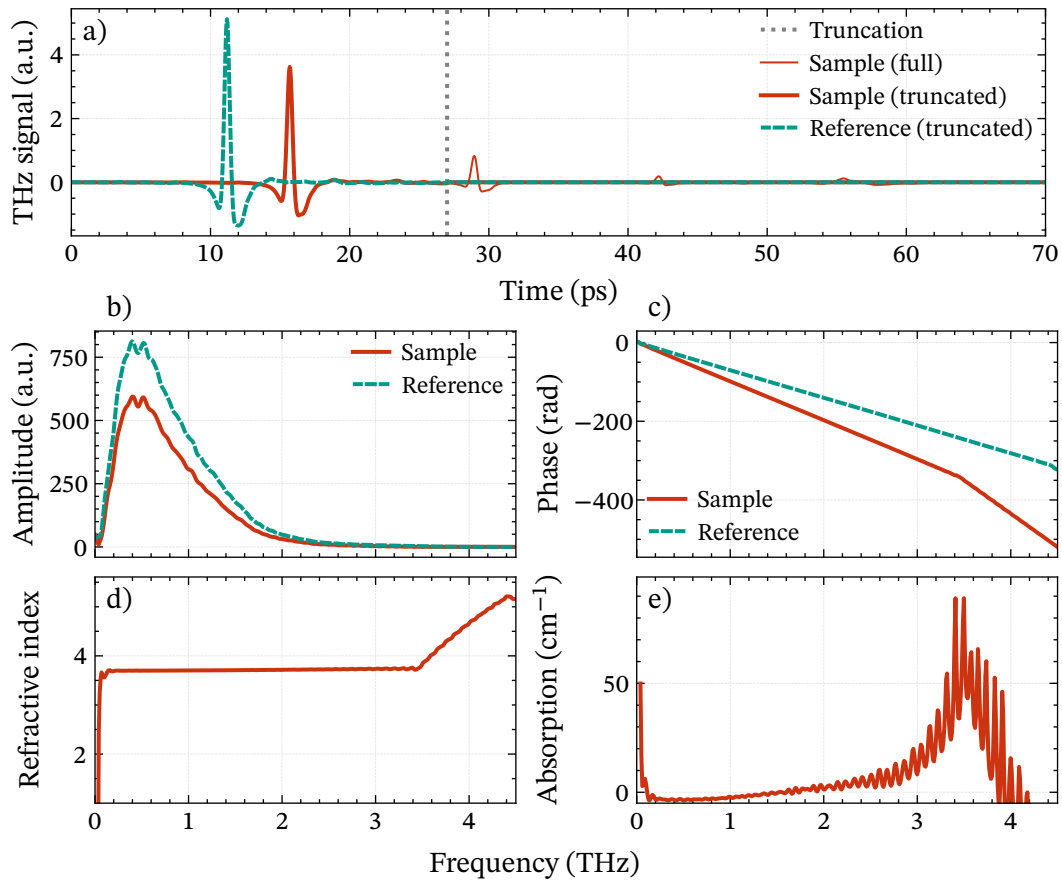 a)
THz signal (a.u.)
4
2
0
Truncation
Sample (full)
Sample (truncated)
Reference (truncated)
0 10 20 30 40 50 60 70
Time (ps)
b)
Amplitude (a.u.)
750
500
250
0
Sample
Reference
c)
Phase (rad)
0
−200
−400
Sample
Reference
d)
Refractive index
4
2
0 1 2 3 4
e)
Absorption (cm⁻¹)
50
0
0 1 2 3 4
Frequency (THz)